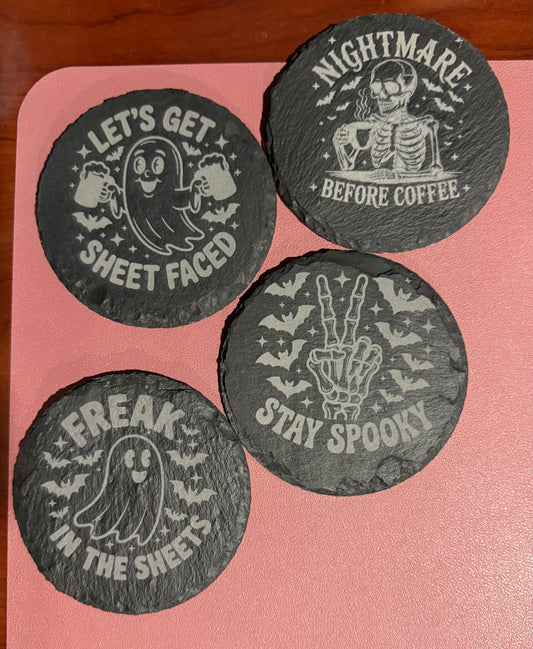 LET'S GET
SHEET FACED
NIGHTMARE
BEFORE COFFEE
STAY SPOOKY
FREAK
IN THE SHEETS